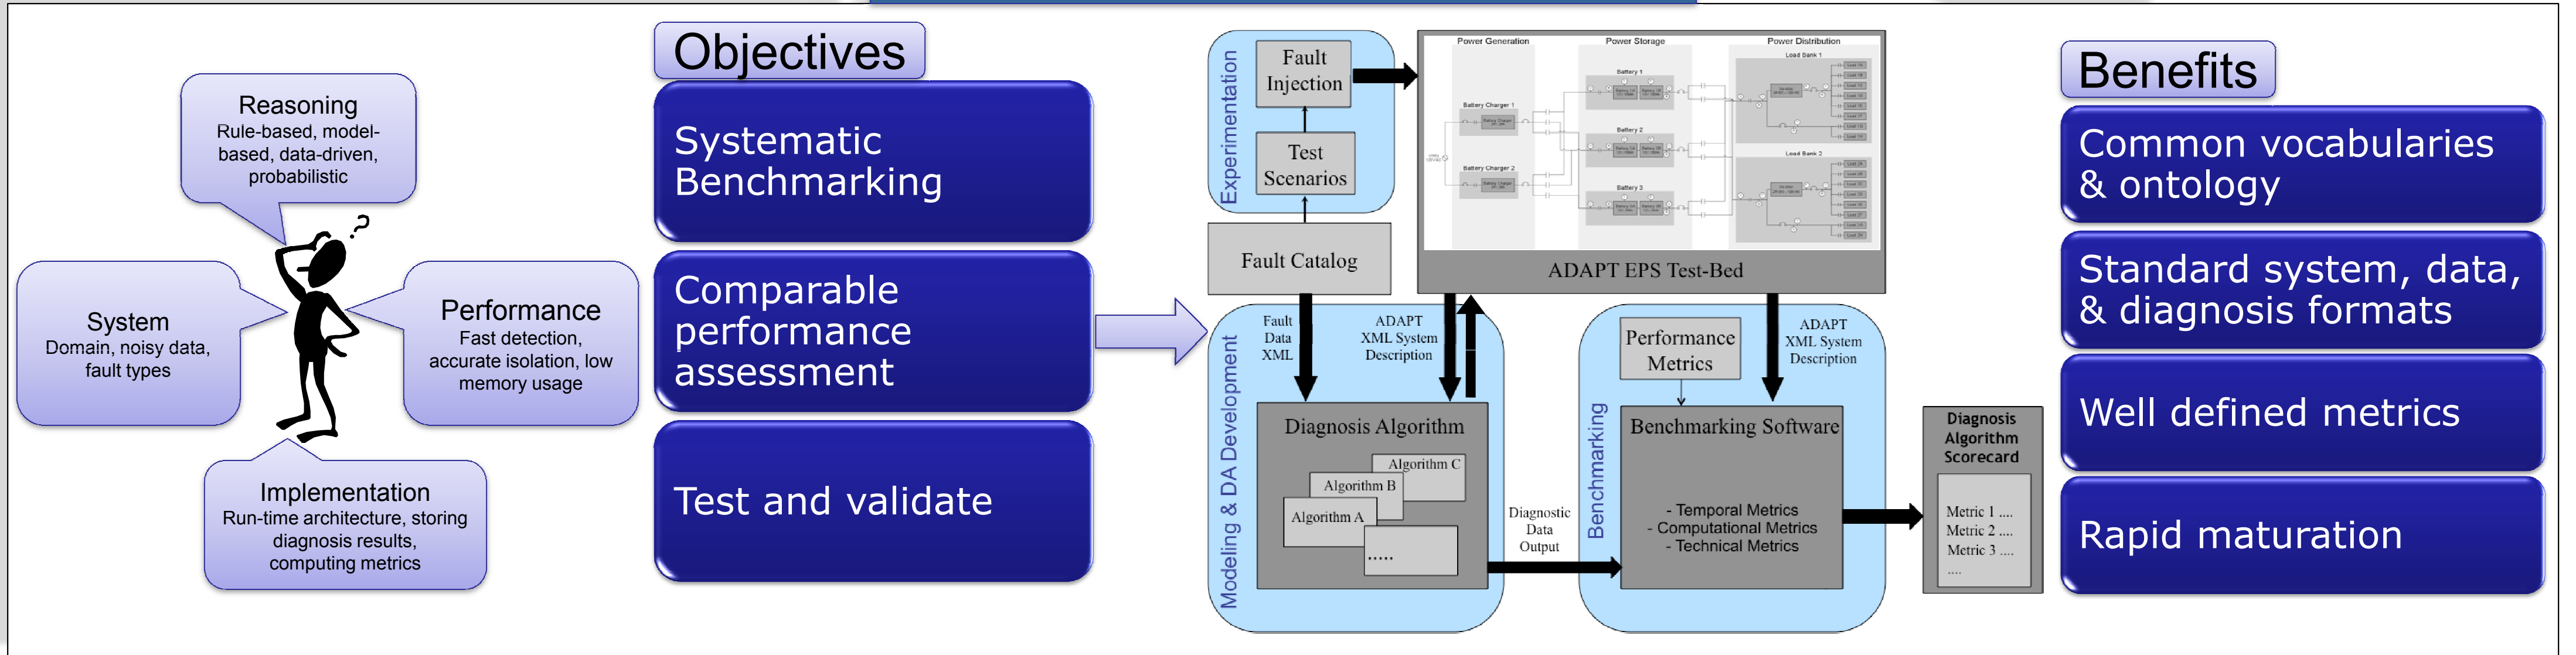 Reasoning
Rule-based, model-
based, data-driven,
probabilistic
?
System
Domain, noisy data,
fault types
Performance
Fast detection,
accurate isolation, low
memory usage
Implementation
Run-time architecture, storing
diagnosis results,
computing metrics
Objectives
Systematic
Benchmarking
Comparable
performance
assessment
Test and validate
Experimentation
Fault
Injection
Test
Scenarios
Fault Catalog
Power Generation
Power Storage
Power Distribution
Battery Charger 1
Battery Charger 2
Battery 1
Battery 2
Battery 3
Load Bank 1
Load Bank 2
ADAPT EPS Test-Bed
Modeling & DA Development
Fault
Data
XML
ADAPT
XML System
Description
Diagnosis Algorithm
Algorithm C
Algorithm B
Algorithm A
.....
Diagnostic
Data
Output
Benchmarking
Performance
Metrics
ADAPT
XML System
Description
Benchmarking Software
- Temporal Metrics
- Computational Metrics
- Technical Metrics
Diagnosis
Algorithm
Scorecard
Metric 1 ....
Metric 2 ....
Metric 3 ....
....
Benefits
Common vocabularies
& ontology
Standard system, data,
& diagnosis formats
Well defined metrics
Rapid maturation